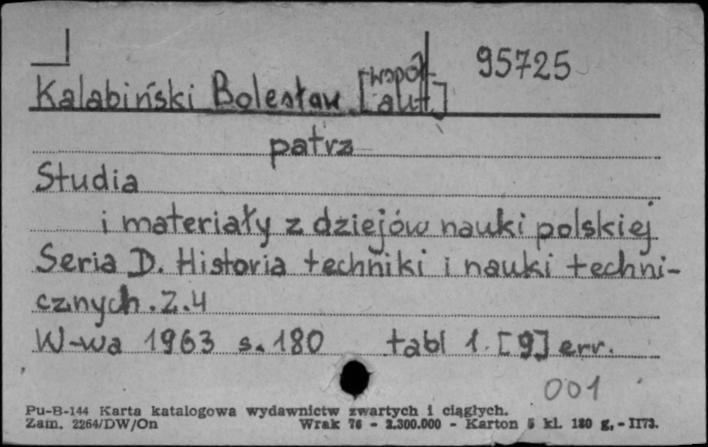 95725
Kalabiński Bolesław [współ-
aut.]
patrz
Studia
i materiały z dziejów nauki polskiej
Seria D. Historia techniki i nauki techni-
cznych. Z.4
W-wa 1963 s. 180 tabl 1. [9] err.
001
Pu-B-144 Karta katalogowa wydawnictw zwartych i ciągłych.
Zam. 2264/DW/On Wrak 76 - 2.300.000 - Karton 5 kl. 180 g, - II73.